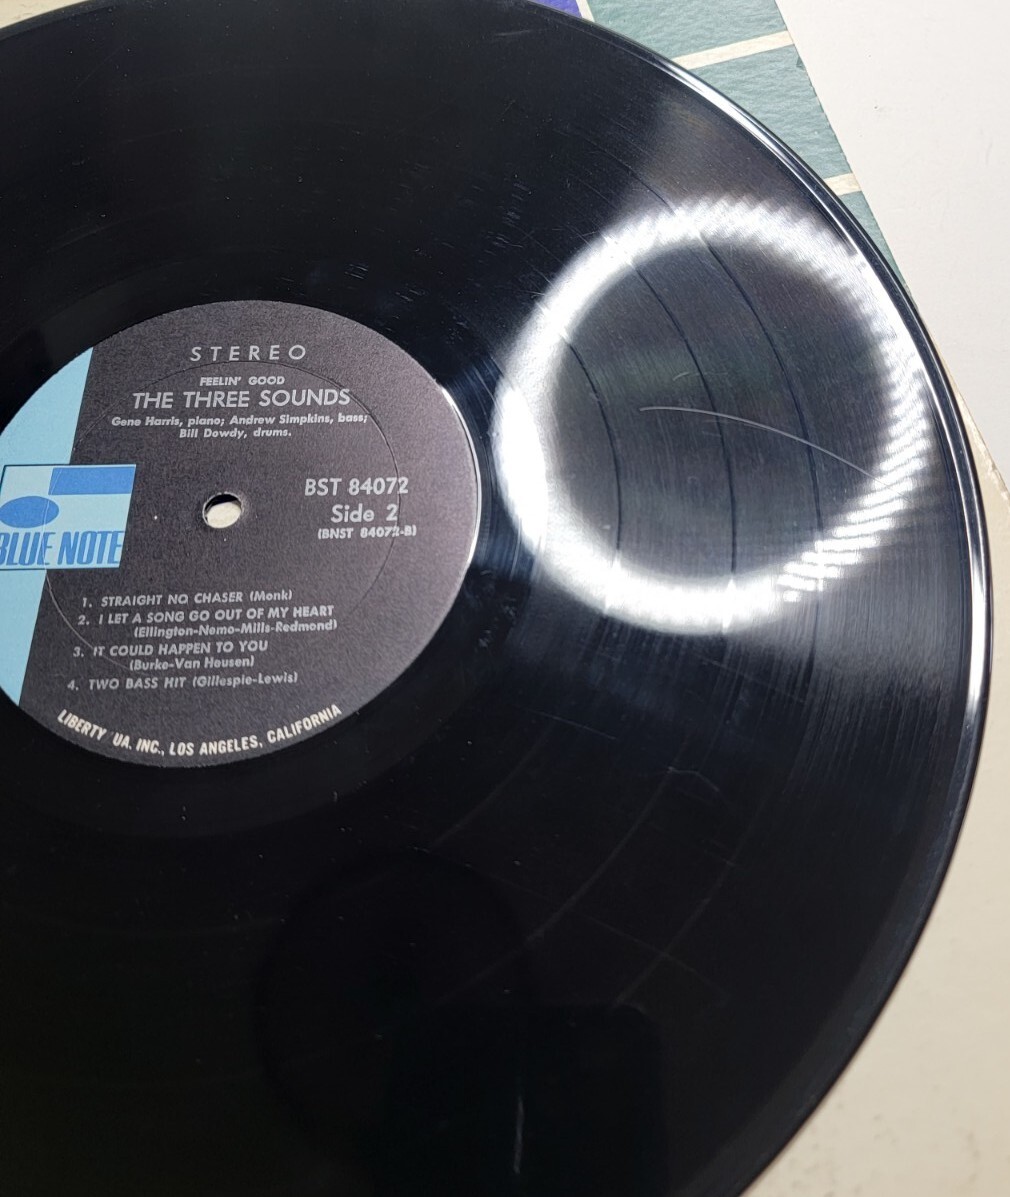 STEREO
FEELIN' GOOD
THE THREE SOUNDS
Gene Harris, piano; Andrew Simpkins, bass;
Bill Dowdy, drums.
BST 84072
Side 2
(BNST 84072-B)
BLUE NOTE
1. STRAIGHT NO CHASER (Monk)
2. I LET A SONG GO OUT OF MY HEART
(Ellington-Nemo-Mills-Redmond)
3. IT COULD HAPPEN TO YOU
(Burke-Van Heusen)
4. TWO BASS HIT (Gillespie-Lewis)
LIBERTY UA. INC., LOS ANGELES, CALIFORNIA